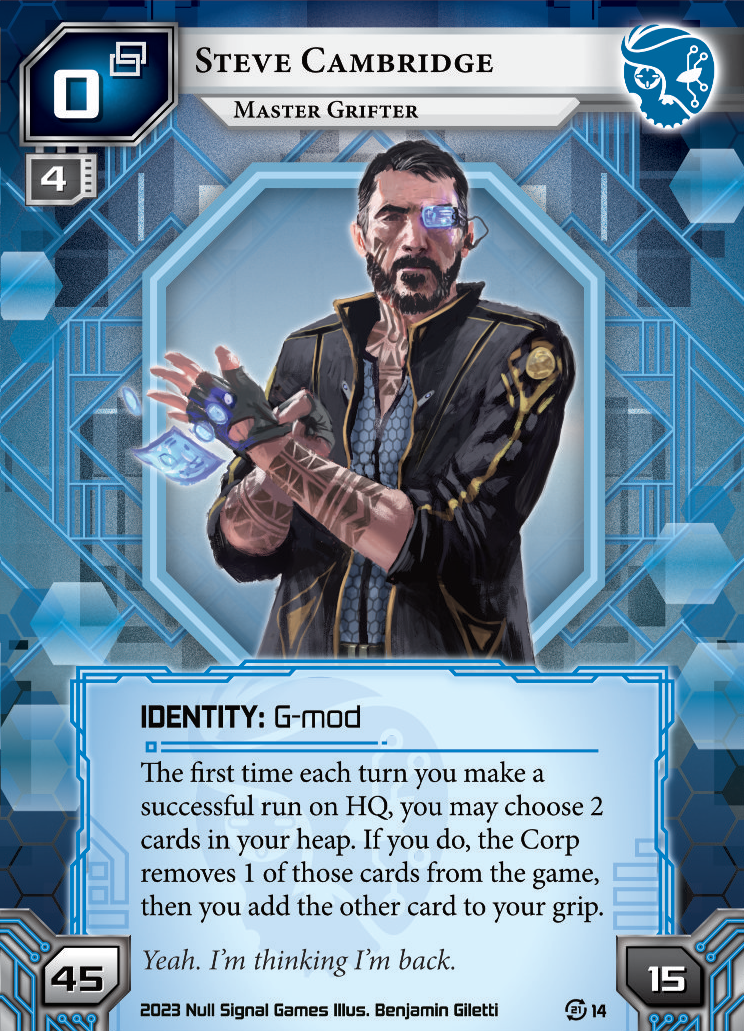 0
STEVE CAMBRIDGE
MASTER GRIFTER
4
IDENTITY: G-mod
The first time each turn you make a
successful run on HQ, you may choose 2
cards in your heap. If you do, the Corp
removes 1 of those cards from the game,
then you add the other card to your grip.
Yeah. I'm thinking I'm back.
45
15
2023 Null Signal Games Illus. Benjamin Giletti
21 14